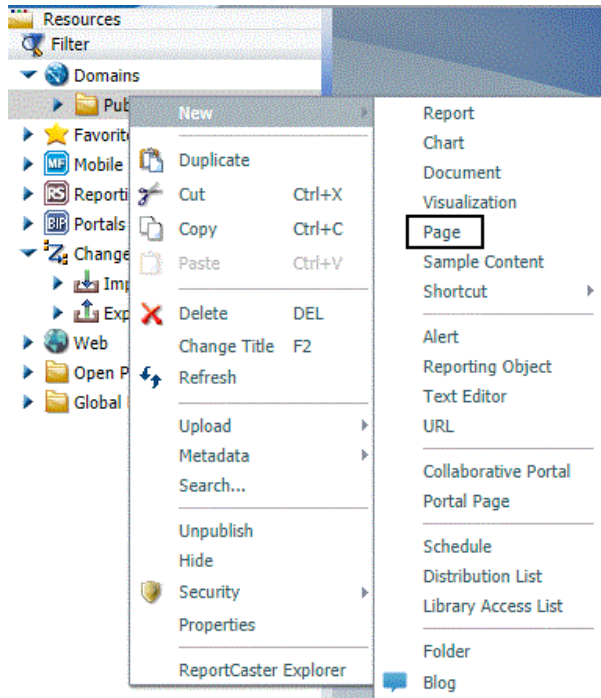 Resources
Filter
Domains
Pub
Favorit
Mobile
Reporti
Portals
Change
Imp
Exp
Web
Open P
Global
New
Duplicate
Cut Ctrl+X
Copy Ctrl+C
Paste Ctrl+V
Delete DEL
Change Title F2
Refresh
Upload
Metadata
Search...
Unpublish
Hide
Security
Properties
ReportCaster Explorer
Report
Chart
Document
Visualization
Page
Sample Content
Shortcut
Alert
Reporting Object
Text Editor
URL
Collaborative Portal
Portal Page
Schedule
Distribution List
Library Access List
Folder
Blog